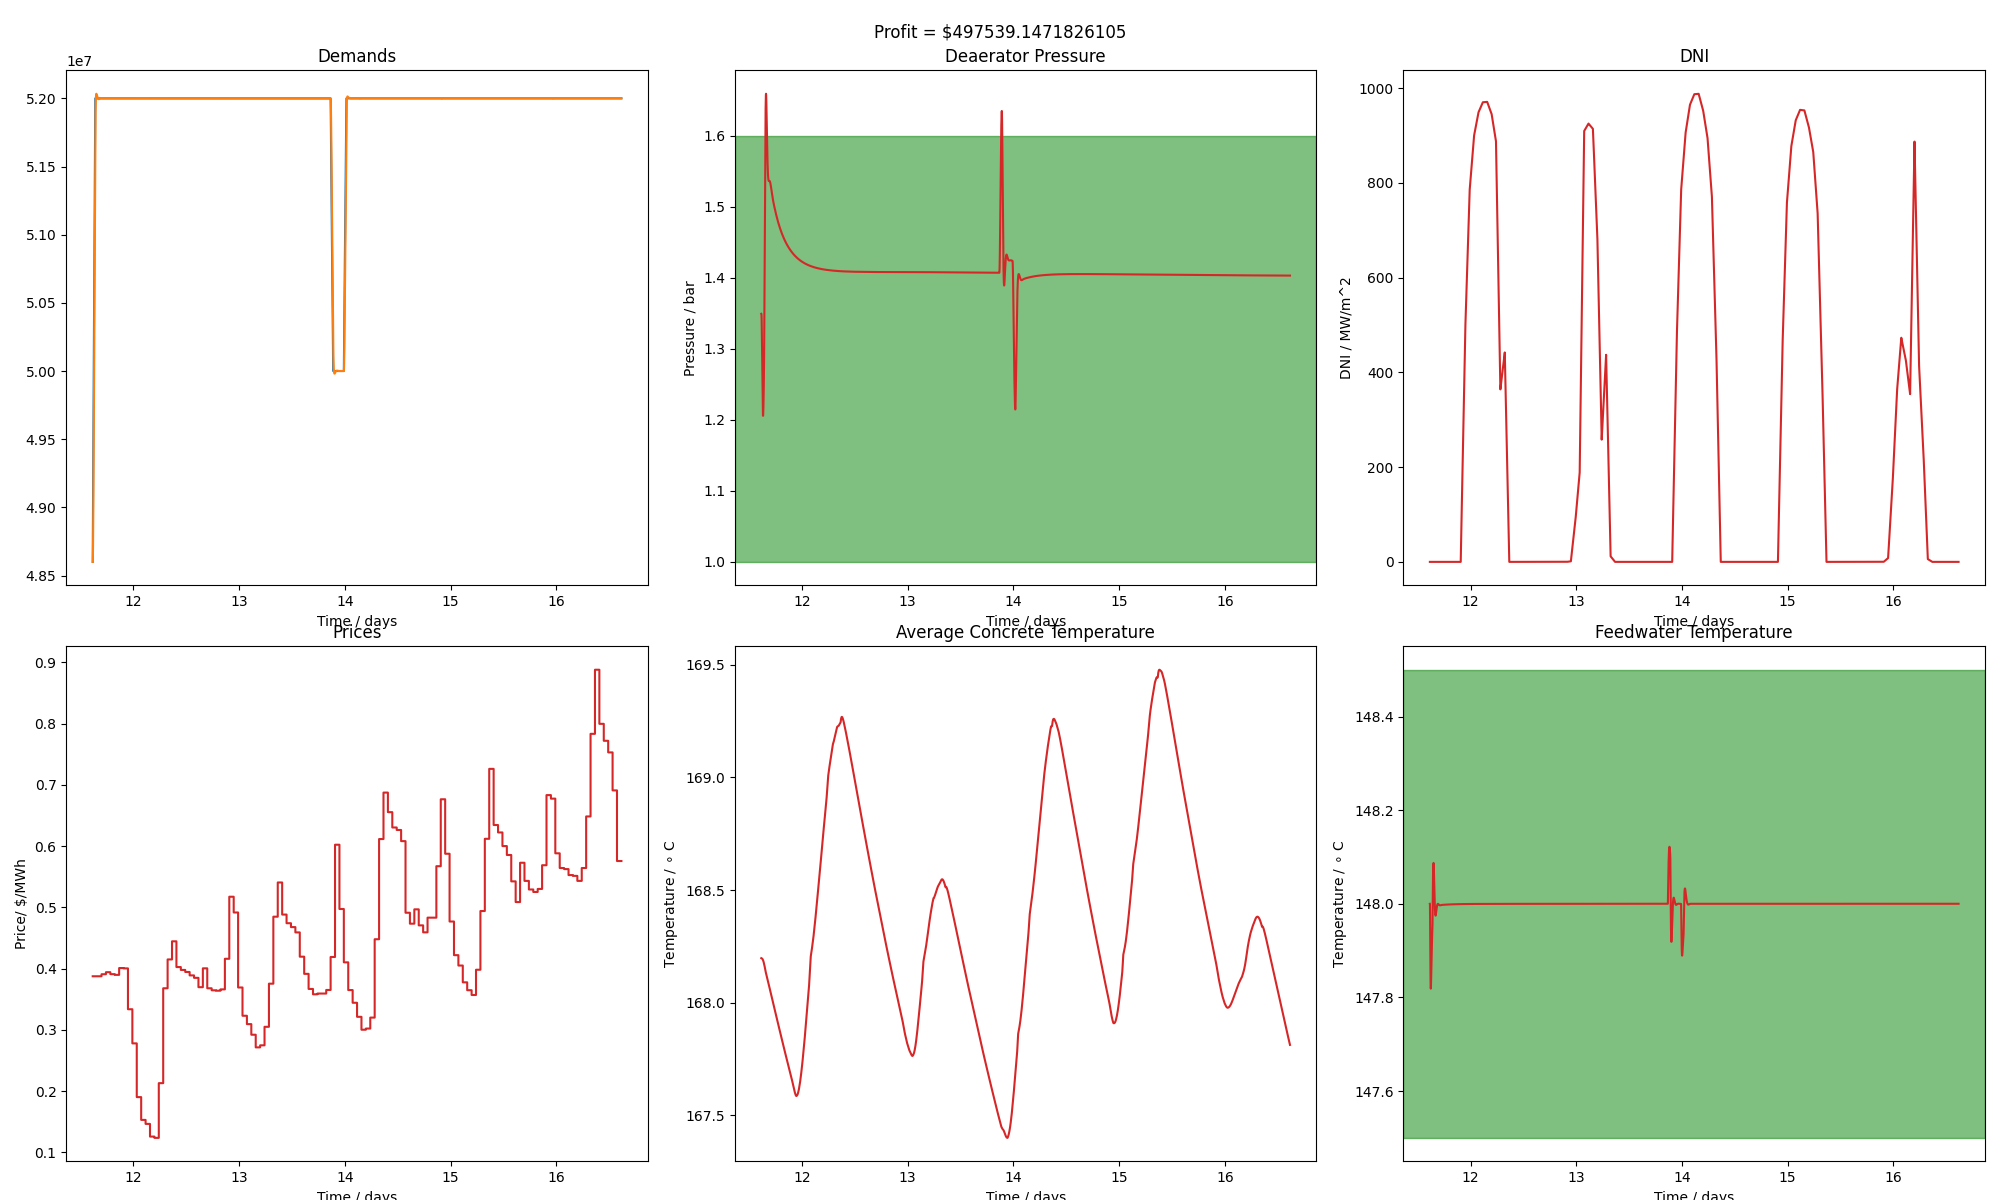 Profit = $497539.1471826105
Demands
1e7
5.20
5.15
5.10
5.05
5.00
4.95
4.90
4.85
12 13 14 15 16
Time / days
Deaerator Pressure
Pressure / bar
1.6
1.5
1.4
1.3
1.2
1.1
1.0
12 13 14 15 16
Time / days
DNI
DNI / MW/m^2
1000
800
600
400
200
0
12 13 14 15 16
Time / days
Prices
Price/ $/MWh
0.9
0.8
0.7
0.6
0.5
0.4
0.3
0.2
0.1
12 13 14 15 16
Time / days
Average Concrete Temperature
Temperature / ∘ C
169.5
169.0
168.5
168.0
167.5
12 13 14 15 16
Time / days
Feedwater Temperature
Temperature / ∘ C
148.4
148.2
148.0
147.8
147.6
12 13 14 15 16
Time / days